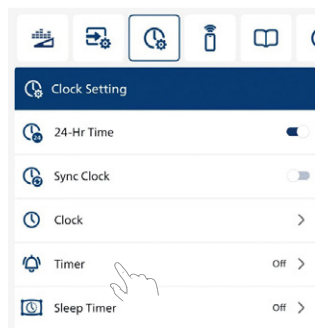 Clock Setting
24-Hr Time
Sync Clock
Clock
Timer Off
Sleep Timer Off